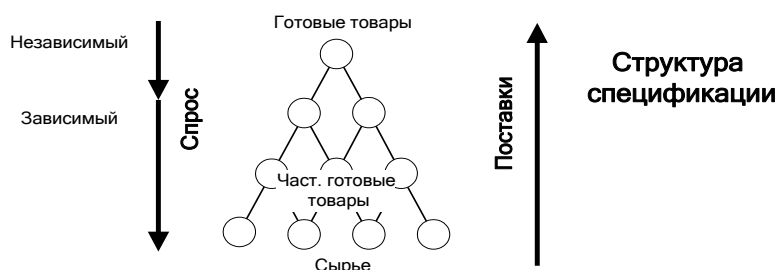 Готовые товары
Независимый
Зависимый
Спрос
Част. готовые
товары
Сырье
Поставки
Структура
спецификации